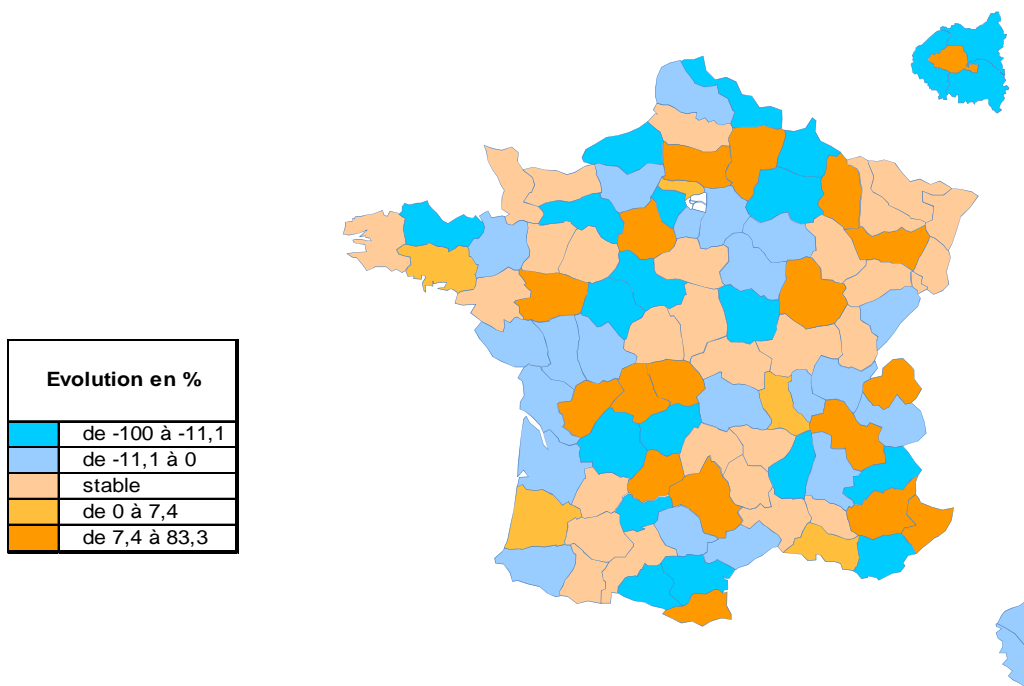 Evolution en %
de -100 à -11,1
de -11,1 à 0
stable
de 0 à 7,4
de 7,4 à 83,3